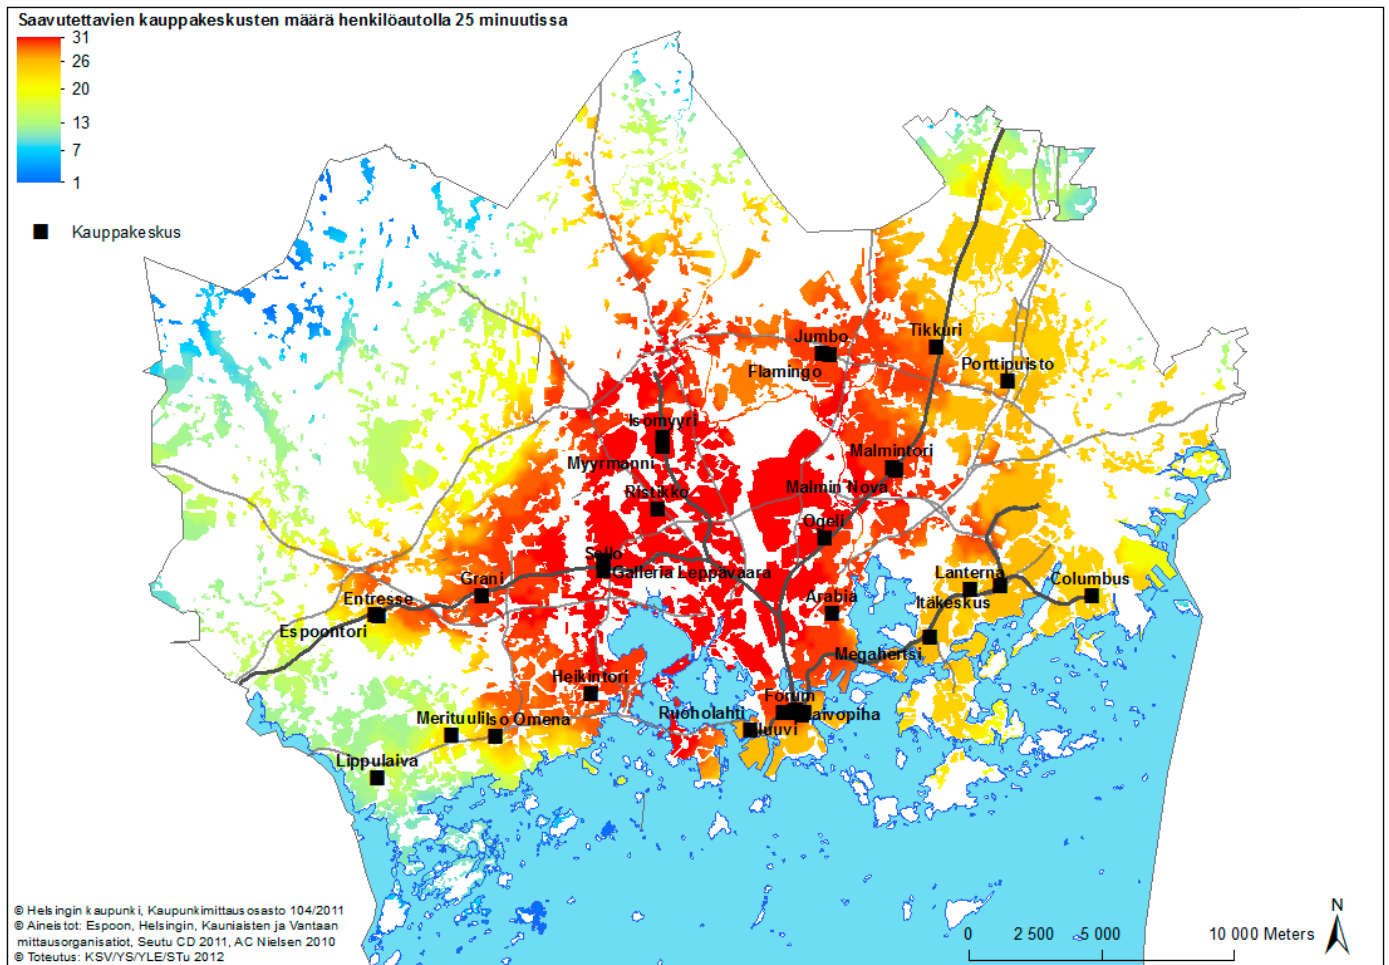 Saavutettavien kauppakeskusten määrä henkilöautolla 25 minuutissa
31
26
20
13
7
1
Kauppakeskus
Jumbo
Tikkuri
Flamingo
Porttipuisto
Isomyyri
Myyrmanni
Malmintori
Ristikko
Malmin Nova
Ogeli
Sello
Galleria Leppävaara
Grani
Lanterna
Columbus
Entresse
Arabia
Itäkeskus
Espoontori
Megahertsi
Heikintori
Forum
Merituuli
Iso Omena
Ruoholahti
Kaivopiha
Kluuvi
Lippulaiva
© Helsingin kaupunki, Kaupunkimittausosasto 104/2011
© Aineistot: Espoon, Helsingin, Kauniaisten ja Vantaan
mittausorganisatiot, Seutu CD 2011, AC Nielsen 2010
© Toteutus: KSV/YS/YLE/STu 2012
N
0 2 500 5 000 10 000 Meters